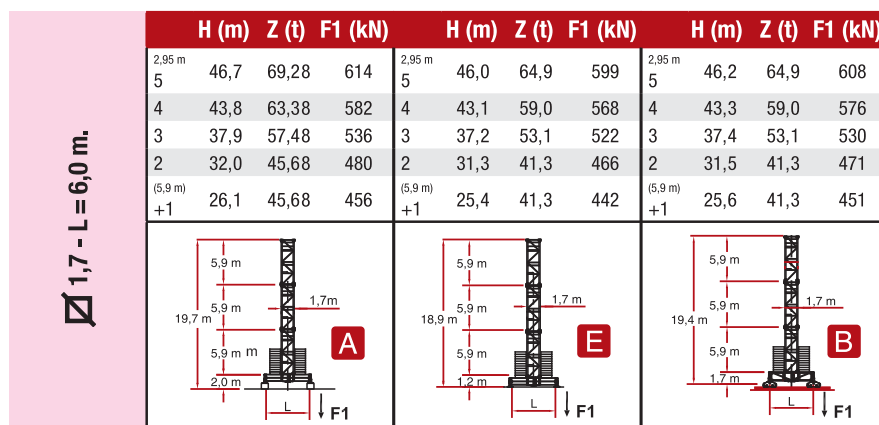 1,7 - L = 6,0 m.
H (m) Z (t) F1 (kN) H (m) Z (t) F1 (kN) H (m) Z (t) F1 (kN)
2,95 m 2,95 m 2,95 m
5 46,7 69,28 614 5 46,0 64,9 599 5 46,2 64,9 608
4 43,8 63,38 582 4 43,1 59,0 568 4 43,3 59,0 576
3 37,9 57,48 536 3 37,2 53,1 522 3 37,4 53,1 530
2 32,0 45,68 480 2 31,3 41,3 466 2 31,5 41,3 471
(5,9 m) (5,9 m) (5,9 m)
+1 26,1 45,68 456 +1 25,4 41,3 442 +1 25,6 41,3 451
5,9 m
5,9 m
1,7m
19,7 m
A
5,9 m m
2,0 m
L
F1
5,9 m
5,9 m
1,7 m
18,9 m
E
5,9 m
1,2 m
L
F1
5,9 m
5,9 m
1,7 m
19,4 m
B
5,9 m
1.7 m
L
F1